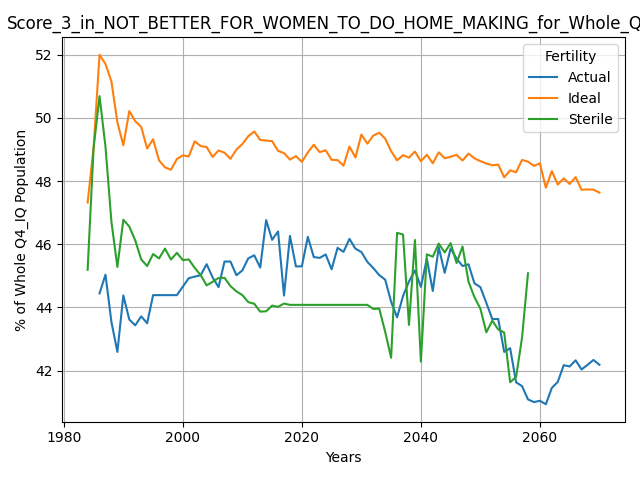 Score_3_in_NOT_BETTER_FOR_WOMEN_TO_DO_HOME_MAKING_for_Whole_Q
52
50
48
46
44
42
% of Whole Q4_IQ Population
Fertility
Actual
Ideal
Sterile
1980
2000
2020
2040
2060
Years